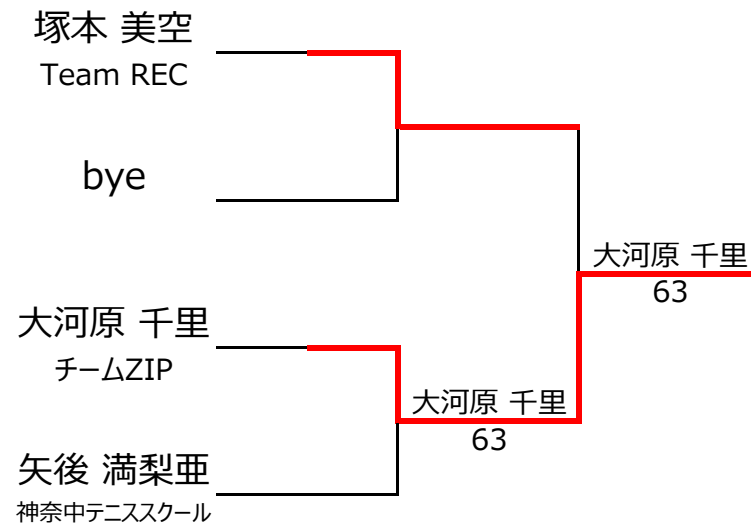 塚本 美空
Team REC
bye
大河原 千里
63
大河原 千里
チームZIP
大河原 千里
63
矢後 満梨亜
神奈中テニススクール